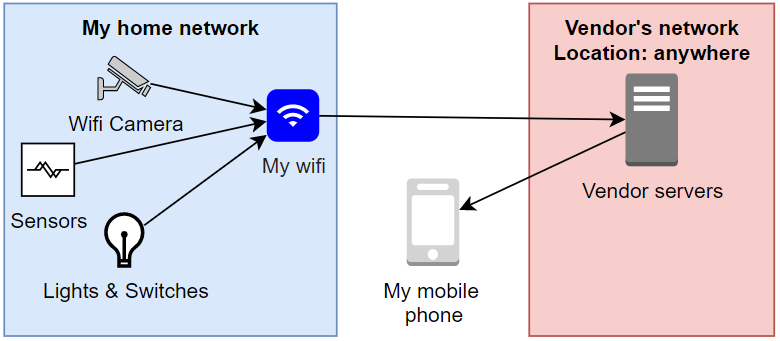 My home network
Wifi Camera
My wifi
Sensors
Lights & Switches
My mobile
phone
Vendor's network
Location: anywhere
Vendor servers